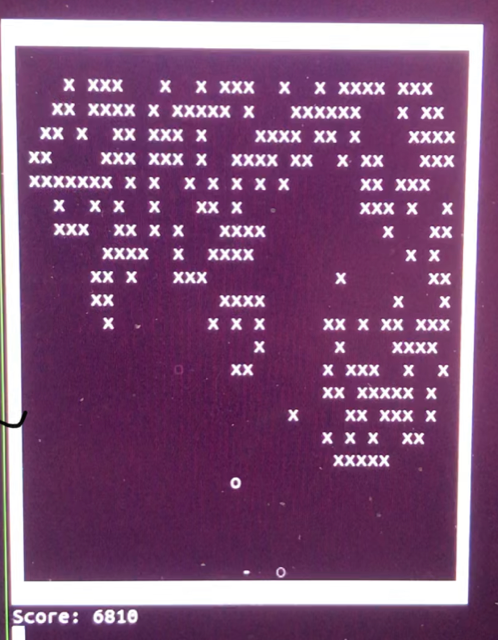 x xxx x x xxx x x xxxx xxx
xx xxxx x xxxxx x xxxxxx x xx
xx x xx xxx x xxxx xx x xxxx
xx xxx xxx x xxxx xx x xx xxx
xxxxxxx x x x x x x x xx xxx
x x x x xx x xxx x x
xxx xx x x xxxx x xx
xxxx x xxxx x x
xx x xxx x xx
xx xxxx x x
x x x x xx x xx xxx
x x xxxx
o xx x xxx x x
xx xxxxx x
x xx xxx x
x x x xx
xxxxx
o
- o
Score: 6810